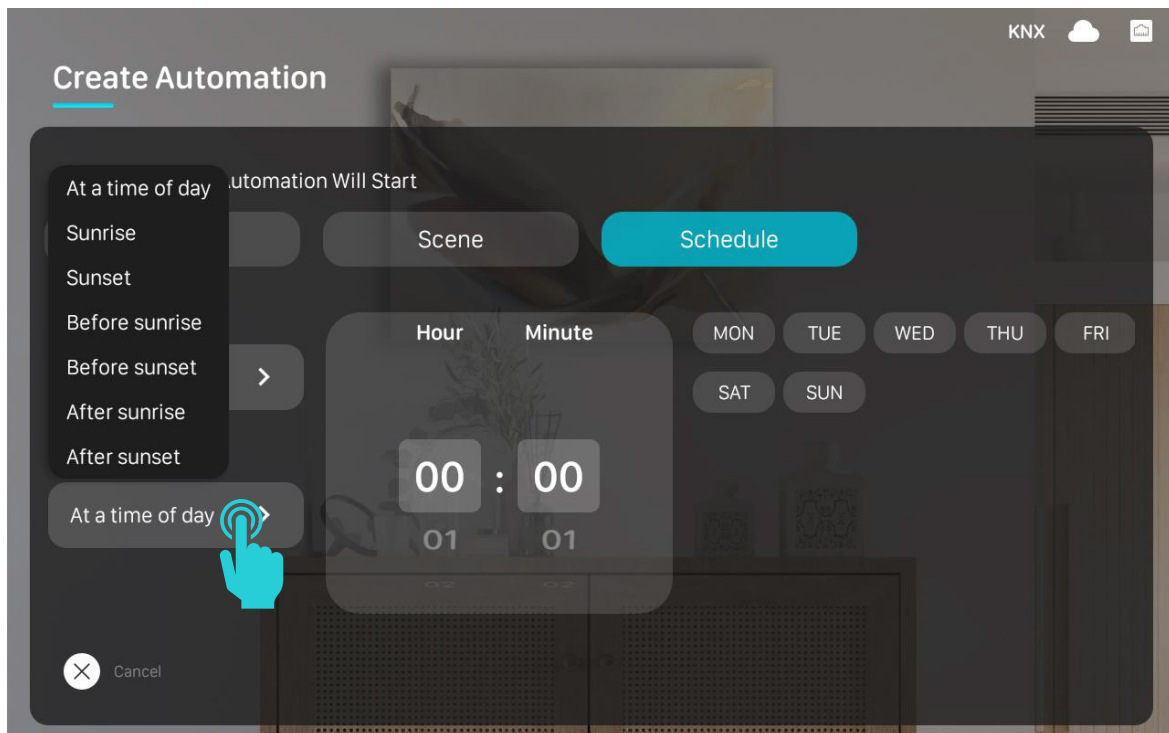 KNX
Create Automation
utomation Will Start
Scene
Schedule
At a time of day
Sunrise
Sunset
Before sunrise
Before sunset
After sunrise
After sunset
At a time of day
Hour Minute
00 : 00
01 01
02 02
MON TUE WED THU FRI
SAT SUN
Cancel